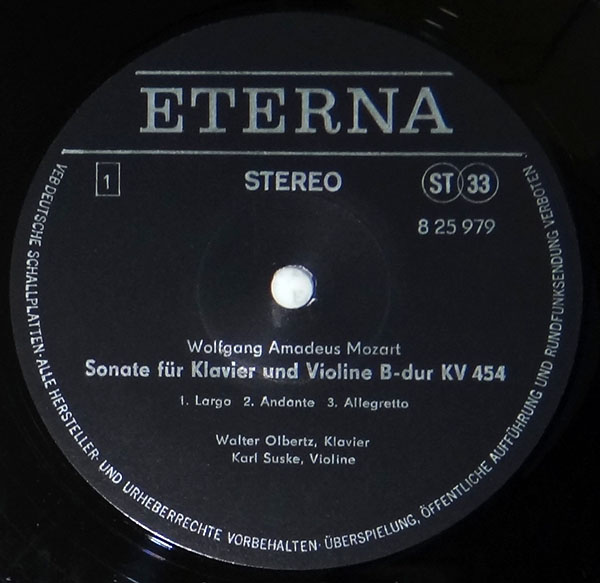 ETERNA
1 STEREO ST 33
8 25 979
Wolfgang Amadeus Mozart
Sonate für Klavier und Violine B-dur KV 454
1. Largo 2. Andante 3. Allegretto
Walter Olbertz, Klavier
Karl Suske, Violine
VEB DEUTSCHE SCHALLPLATTEN · ALLE HERSTELLER- UND URHEBERRECHTE VORBEHALTEN · ÜBERSPIELUNG, ÖFFENTLICHE AUFFÜHRUNG UND RUNDFUNKSENDUNG VERBOTEN